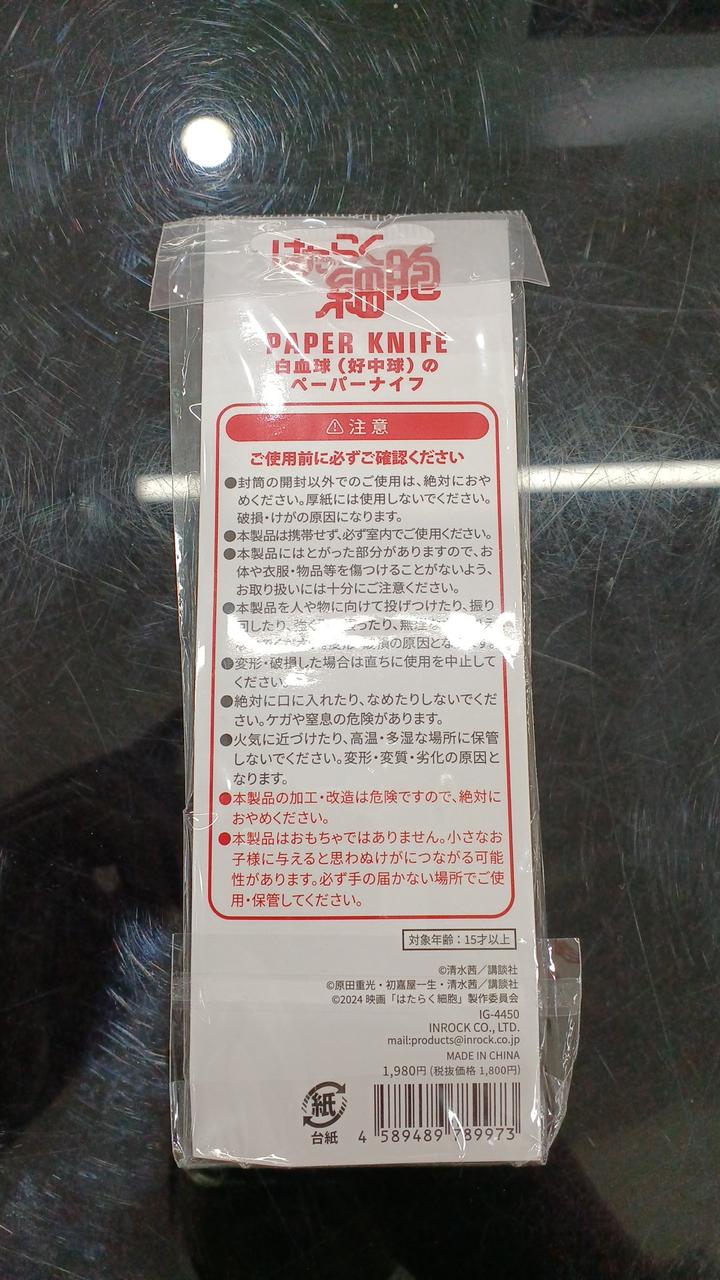 はたらく
細胞
PAPER KNIFE
白血球（好中球）の
ペーパーナイフ
⚠注意
ご使用前に必ずご確認ください
●封筒の開封以外でのご使用は、絶対におや
めください。厚紙には使用しないでください。
破損・けがの原因になります。
●本製品は携帯せず、必ず室内でご使用ください。
●本製品にはとがった部分がありますので、お
体や衣服・物品等を傷つけることがないよう、
お取り扱いには十分にご注意ください。
●本製品を人や物に向けて投げつけたり、振り
回したり、強く ったり、無理
損の原因とな
●変形・破損した場合は直ちに使用を中止して
ください。
●絶対に口に入れたり、なめたりしないでくだ
さい。ケガや窒息の危険があります。
●火気に近づけたり、高温・多湿な場所に保管
しないでください。変形・変質・劣化の原因と
なります。
●本製品の加工・改造は危険ですので、絶対に
おやめください。
●本製品はおもちゃではありません。小さなお
子様に与えると思わぬけがにつながる可能
性があります。必ず手の届かない場所でご使
用・保管してください。
対象年齢：15才以上
©清水茜／講談社
©原田重光・初嘉屋一生・清水茜／講談社
©2024 映画「はたらく細胞」製作委員会
IG-4450
INROCK CO., LTD.
mail:products@inrock.co.jp
MADE IN CHINA
1,980円 (税抜価格 1,800円)
紙
台紙
4 589489 789973